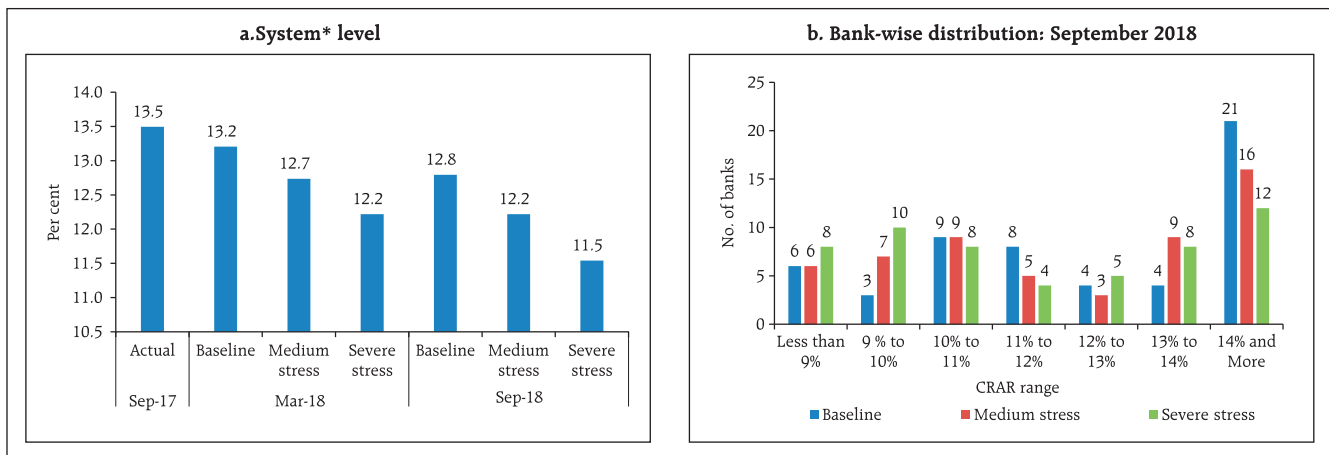 a.System* level
Per cent
14.0
13.5
13.0
12.5
12.0
11.5
11.0
10.5
13.5
13.2
12.7
12.2
12.8
12.2
11.5
Actual Baseline Medium stress Severe stress Baseline Medium stress Severe stress
Sep-17 Mar-18 Sep-18
b. Bank-wise distribution: September 2018
No. of banks
25
20
15
10
5
0
6 6 8
3 7 10
9 9 8
8 5 4
4 3 5
4 9 8
21 16 12
Less than 9% 9 % to 10% 10% to 11% 11% to 12% 12% to 13% 13% to 14% 14% and More
CRAR range
Baseline Medium stress Severe stress